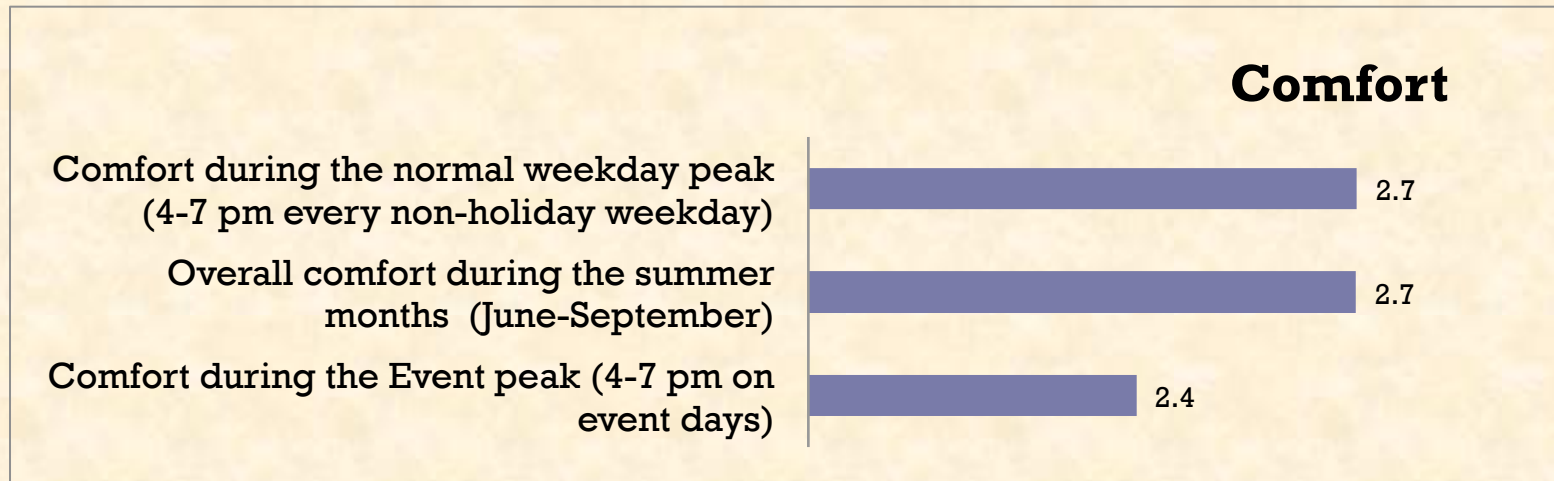 Comfort
Comfort during the normal weekday peak
(4-7 pm every non-holiday weekday)
2.7
Overall comfort during the summer
months  (June-September)
2.7
Comfort during the Event peak (4-7 pm on
event days)
2.4